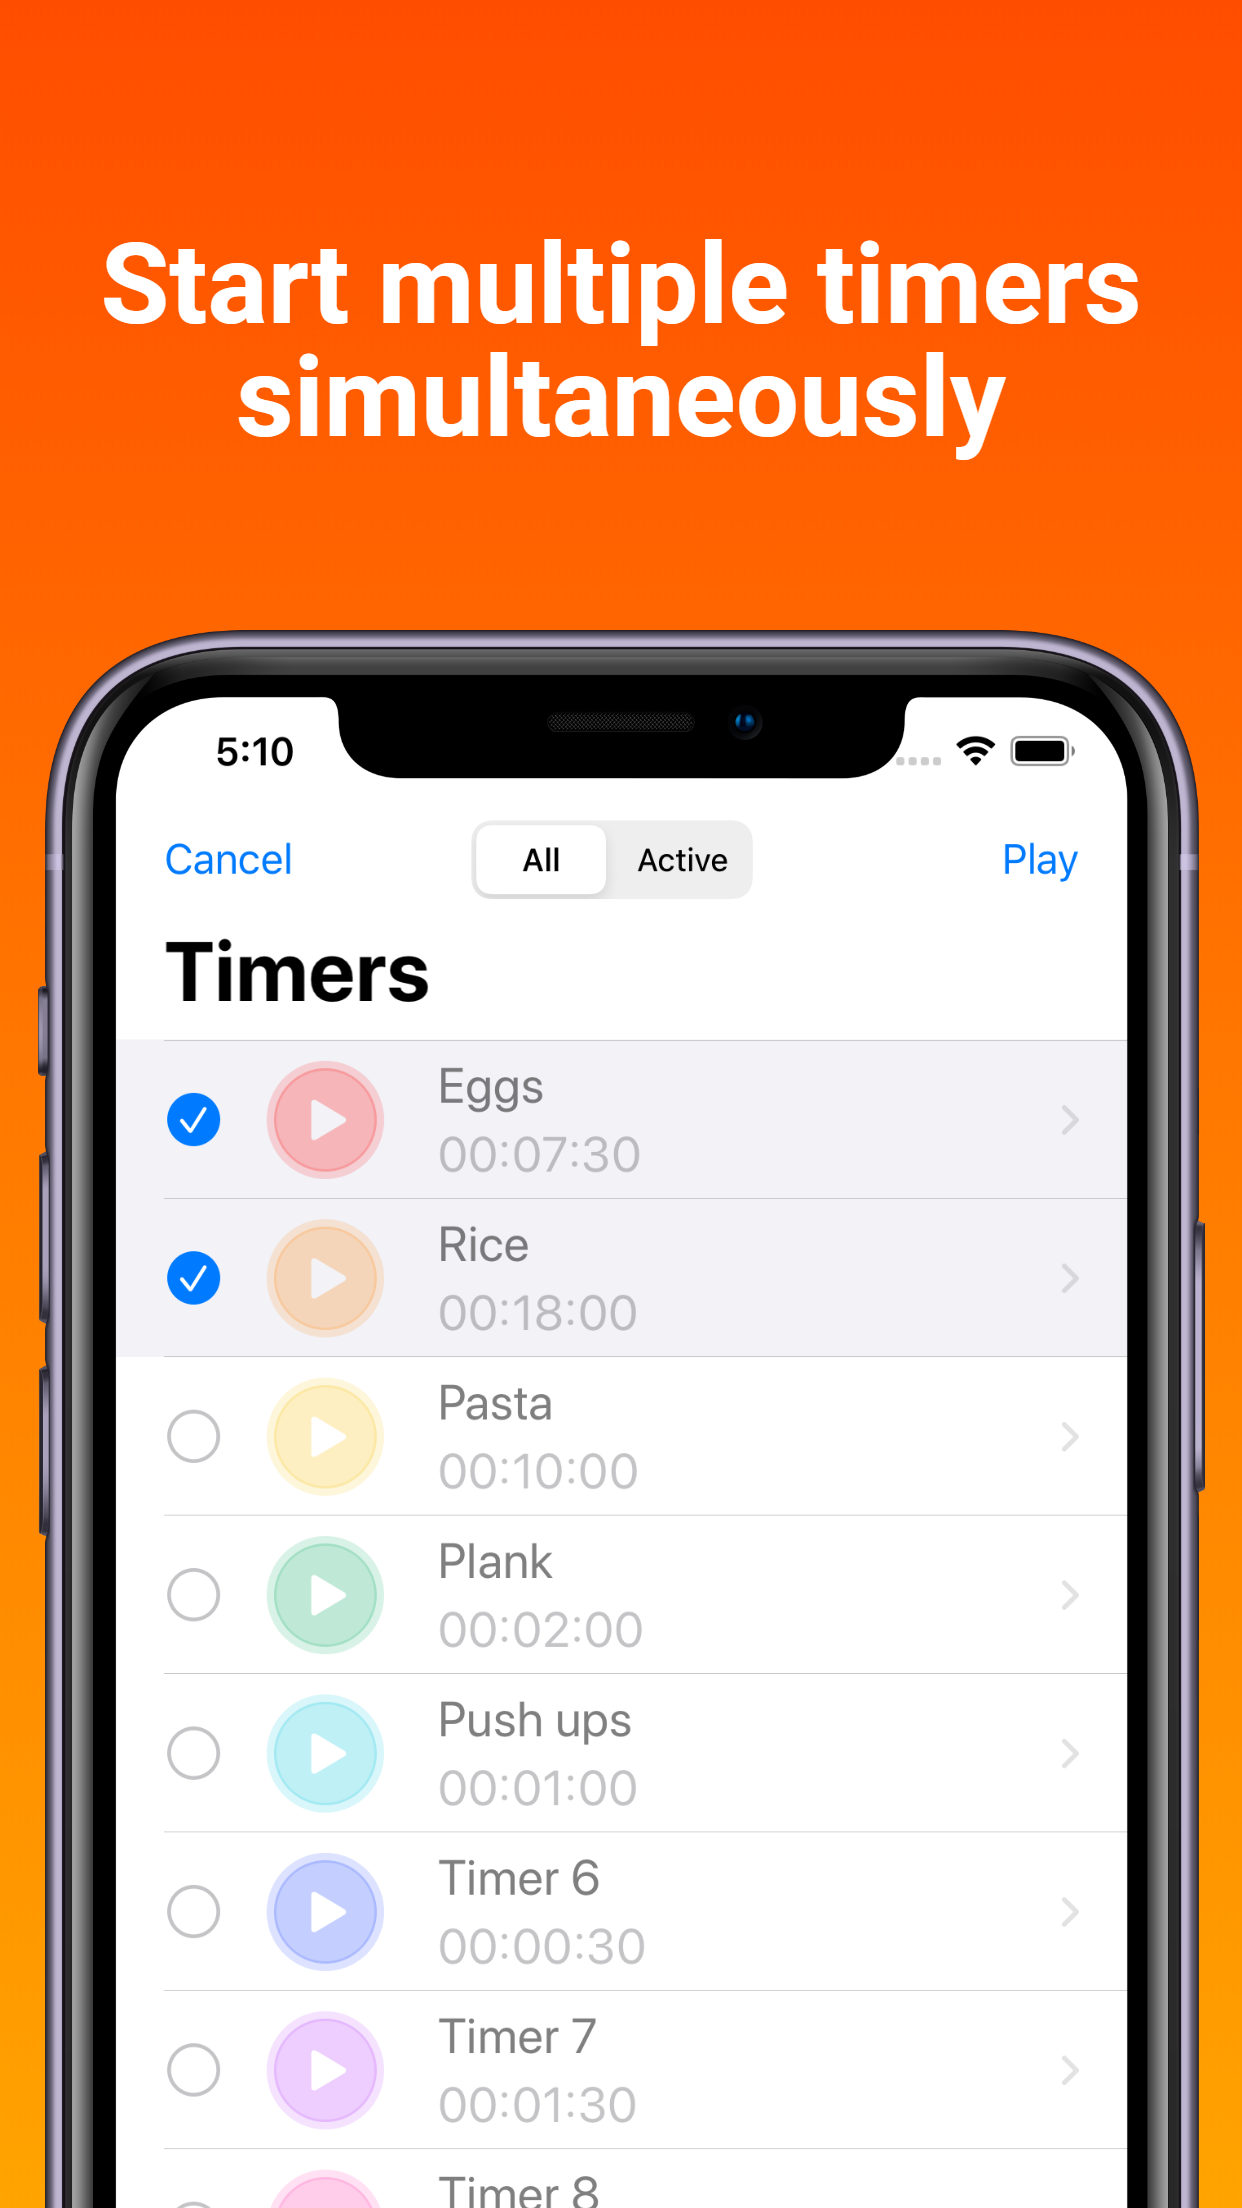 Start multiple timers
simultaneously
5:10
Cancel
All
Active
Play
Timers
Eggs
00:07:30
Rice
00:18:00
Pasta
00:10:00
Plank
00:02:00
Push ups
00:01:00
Timer 6
00:00:30
Timer 7
00:01:30
Timer 8